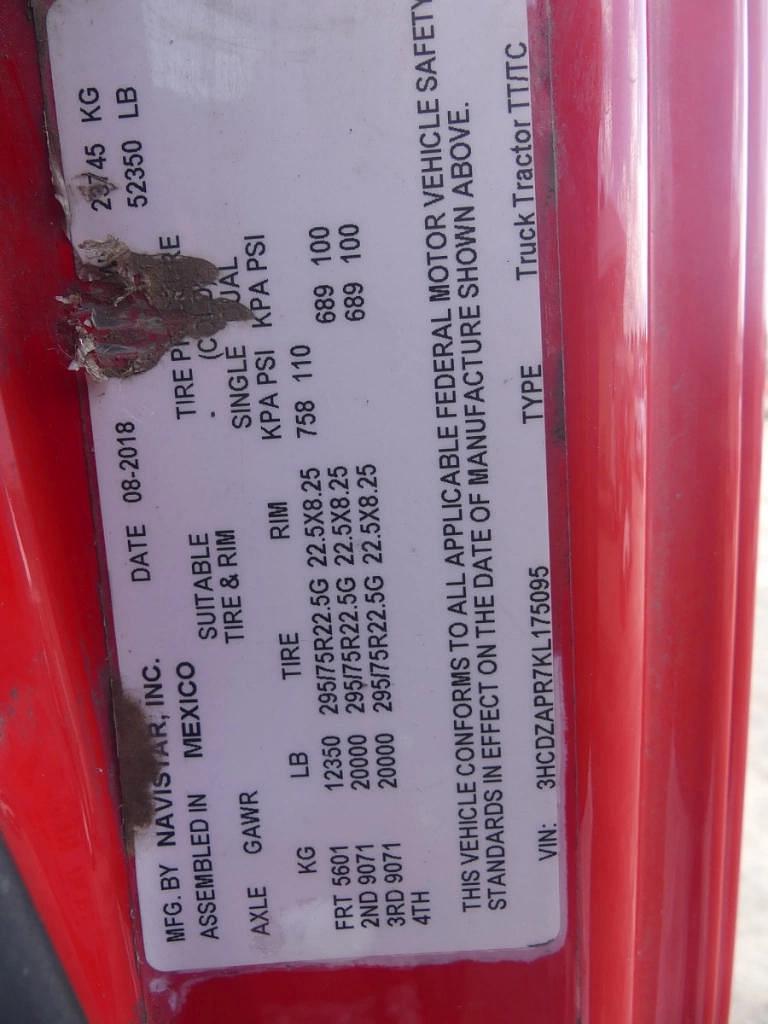 MFG. BY NAVISTAR, INC. DATE 08-2018 KG
ASSEMBLED IN MEXICO 52350 LB
SUITABLE TIRE
AXLE GAWR TIRE & RIM
SINGLE
KG LB TIRE RIM KPA PSI KPA PSI
FRT 5601 12350 295/75R22.5G 22.5X8.25 758 110
2ND 9071 20000 295/75R22.5G 22.5X8.25 689 100
3RD 9071 20000 295/75R22.5G 22.5X8.25 689 100
4TH
THIS VEHICLE CONFORMS TO ALL APPLICABLE FEDERAL MOTOR VEHICLE SAFETY
STANDARDS IN EFFECT ON THE DATE OF MANUFACTURE SHOWN ABOVE.
VIN: 3HCDZAPR7KL175095 TYPE Truck Tractor TT/TC